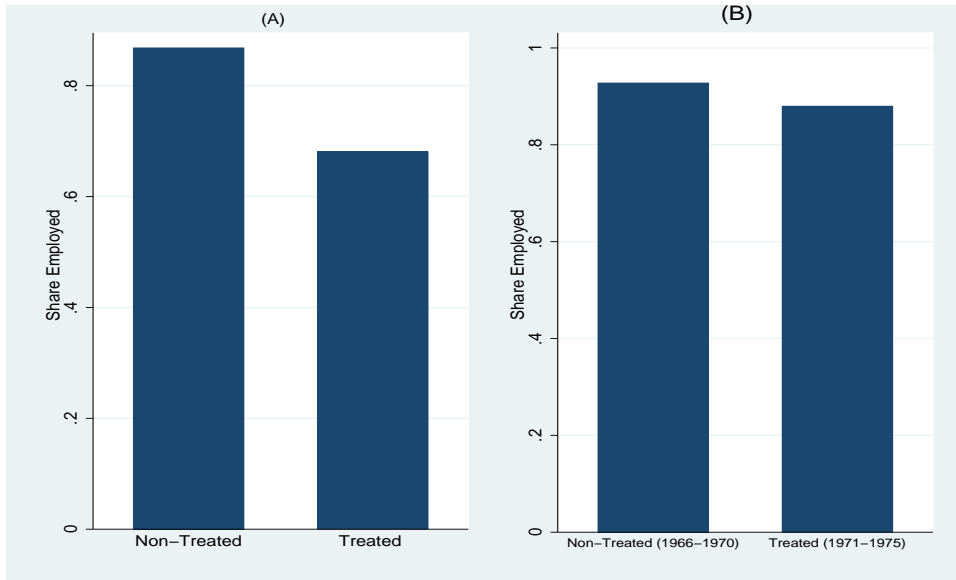 (A)
Share Employed
.8
.6
.4
.2
0
Non−Treated Treated
(B)
Share Employed
1
.8
.6
.4
.2
0
Non−Treated (1966−1970) Treated (1971−1975)